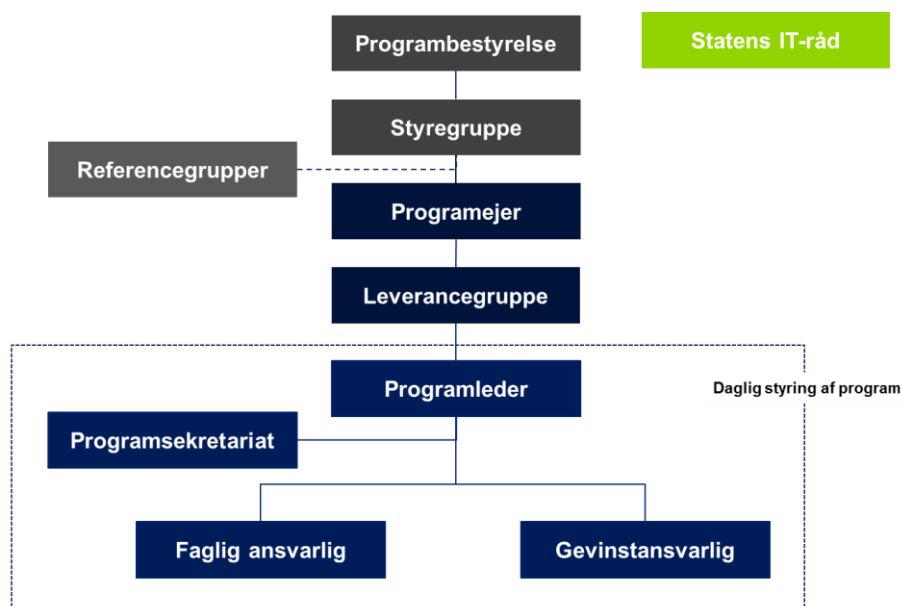 Programbestyrelse
Statens IT-råd
Styregruppe
Referencegrupper
Programejer
Leverancegruppe
Programleder
Daglig styring af program
Programsekretariat
Faglig ansvarlig
Gevinstansvarlig